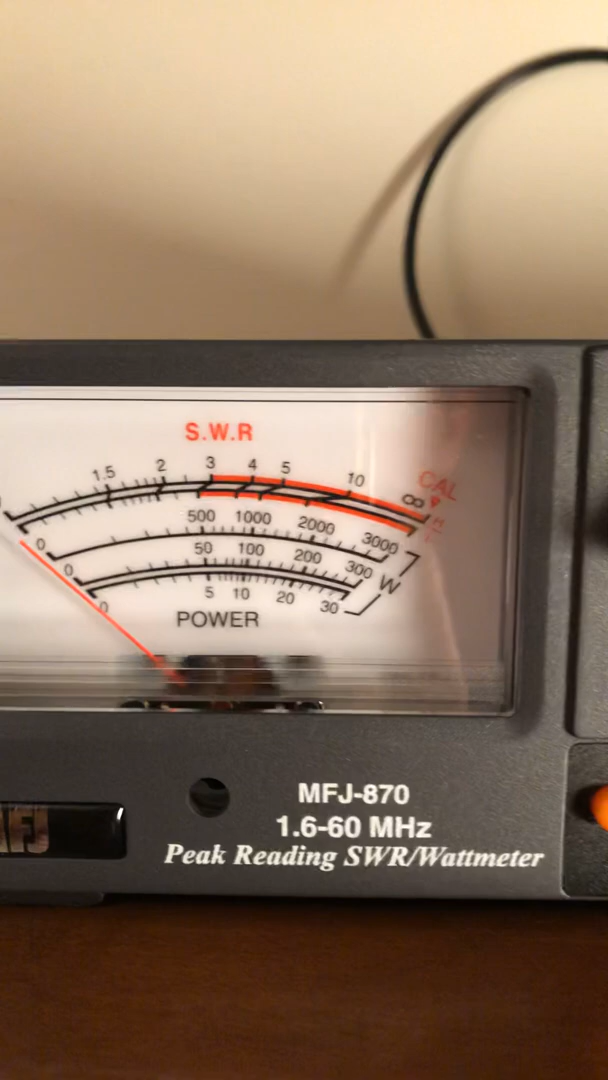 S.W.R
1.5 2 3 4 5 10 ∞ CAL
0 500 1000 2000 3000
0 50 100 200 300 W
0 5 10 20 30
POWER
MFJ-870
1.6-60 MHz
Peak Reading SWR/Wattmeter